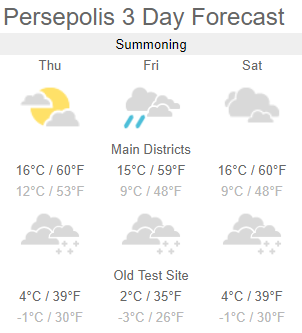 Persepolis 3 Day Forecast
Summoning
Thu Fri Sat
Main Districts
16°C / 60°F 15°C / 59°F 16°C / 60°F
12°C / 53°F 9°C / 48°F 9°C / 48°F
Old Test Site
4°C / 39°F 2°C / 35°F 4°C / 39°F
-1°C / 30°F -3°C / 26°F -1°C / 30°F